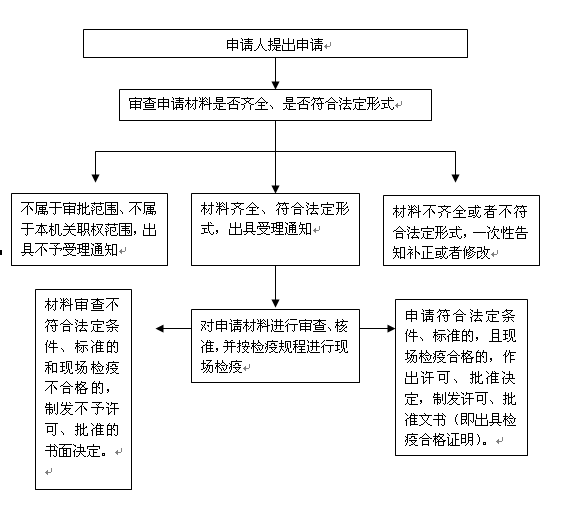 申请人提出申请
审查申请材料是否齐全、是否符合法定形式
不属于审批范围、不属
于本机关职权范围，出
具不予受理通知
材料齐全、符合法定形
式，出具受理通知
材料不齐全或者不符
合法定形式，一次性告
知补正或者修改
材料审查不
符合法定条
件、标准的
和现场检疫
不合格的，
制发不予许
可、批准的
书面决定。
对申请材料进行审查、核
准，并按检疫规程进行现
场检疫
申请符合法定条
件、标准的，且现
场检疫合格的，作
出许可、批准决
定，制发许可、批
准文书（即出具检
疫合格证明）。